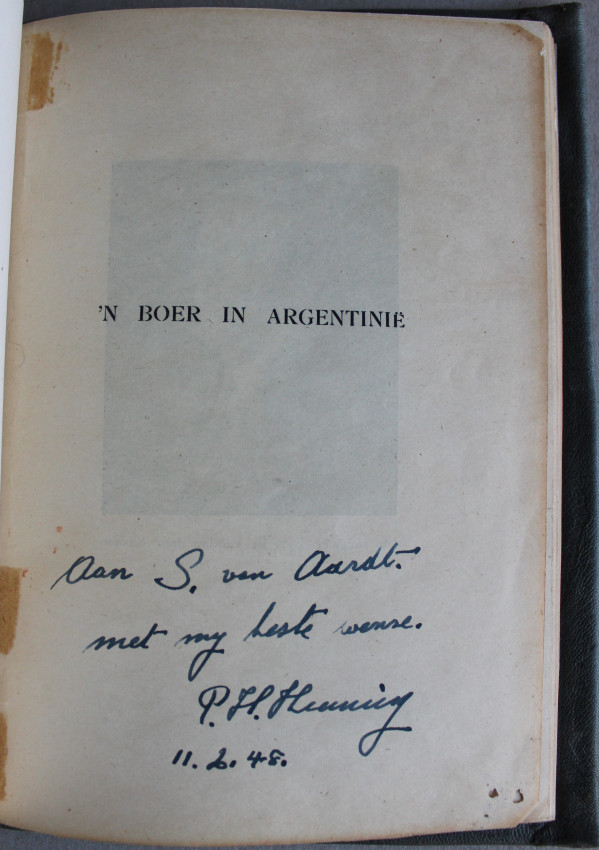 'N BOER IN ARGENTINIË
Aan S. van Aardt.
met my beste wense.
P. H. Henning
11. 2. 48.